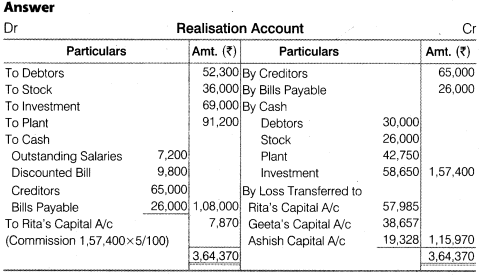 Answer
Dr Realisation Account Cr
Particulars Amt. (₹) Particulars Amt. (₹)
To Debtors 52,300 By Creditors 65,000
To Stock 36,000 By Bills Payable 26,000
To Investment 69,000 By Cash
To Plant 91,200 Debtors 30,000
To Cash Stock 26,000
Outstanding Salaries 7,200 Plant 42,750
Discounted Bill 9,800 Investment 58,650 1,57,400
Creditors 65,000 By Loss Transferred to
Bills Payable 26,000 1,08,000 Rita's Capital A/c 57,985
To Rita's Capital A/c 7,870 Geeta's Capital A/c 38,657
(Commission 1,57,400×5/100) Ashish Capital A/c 19,328 1,15,970
3,64,370 3,64,370